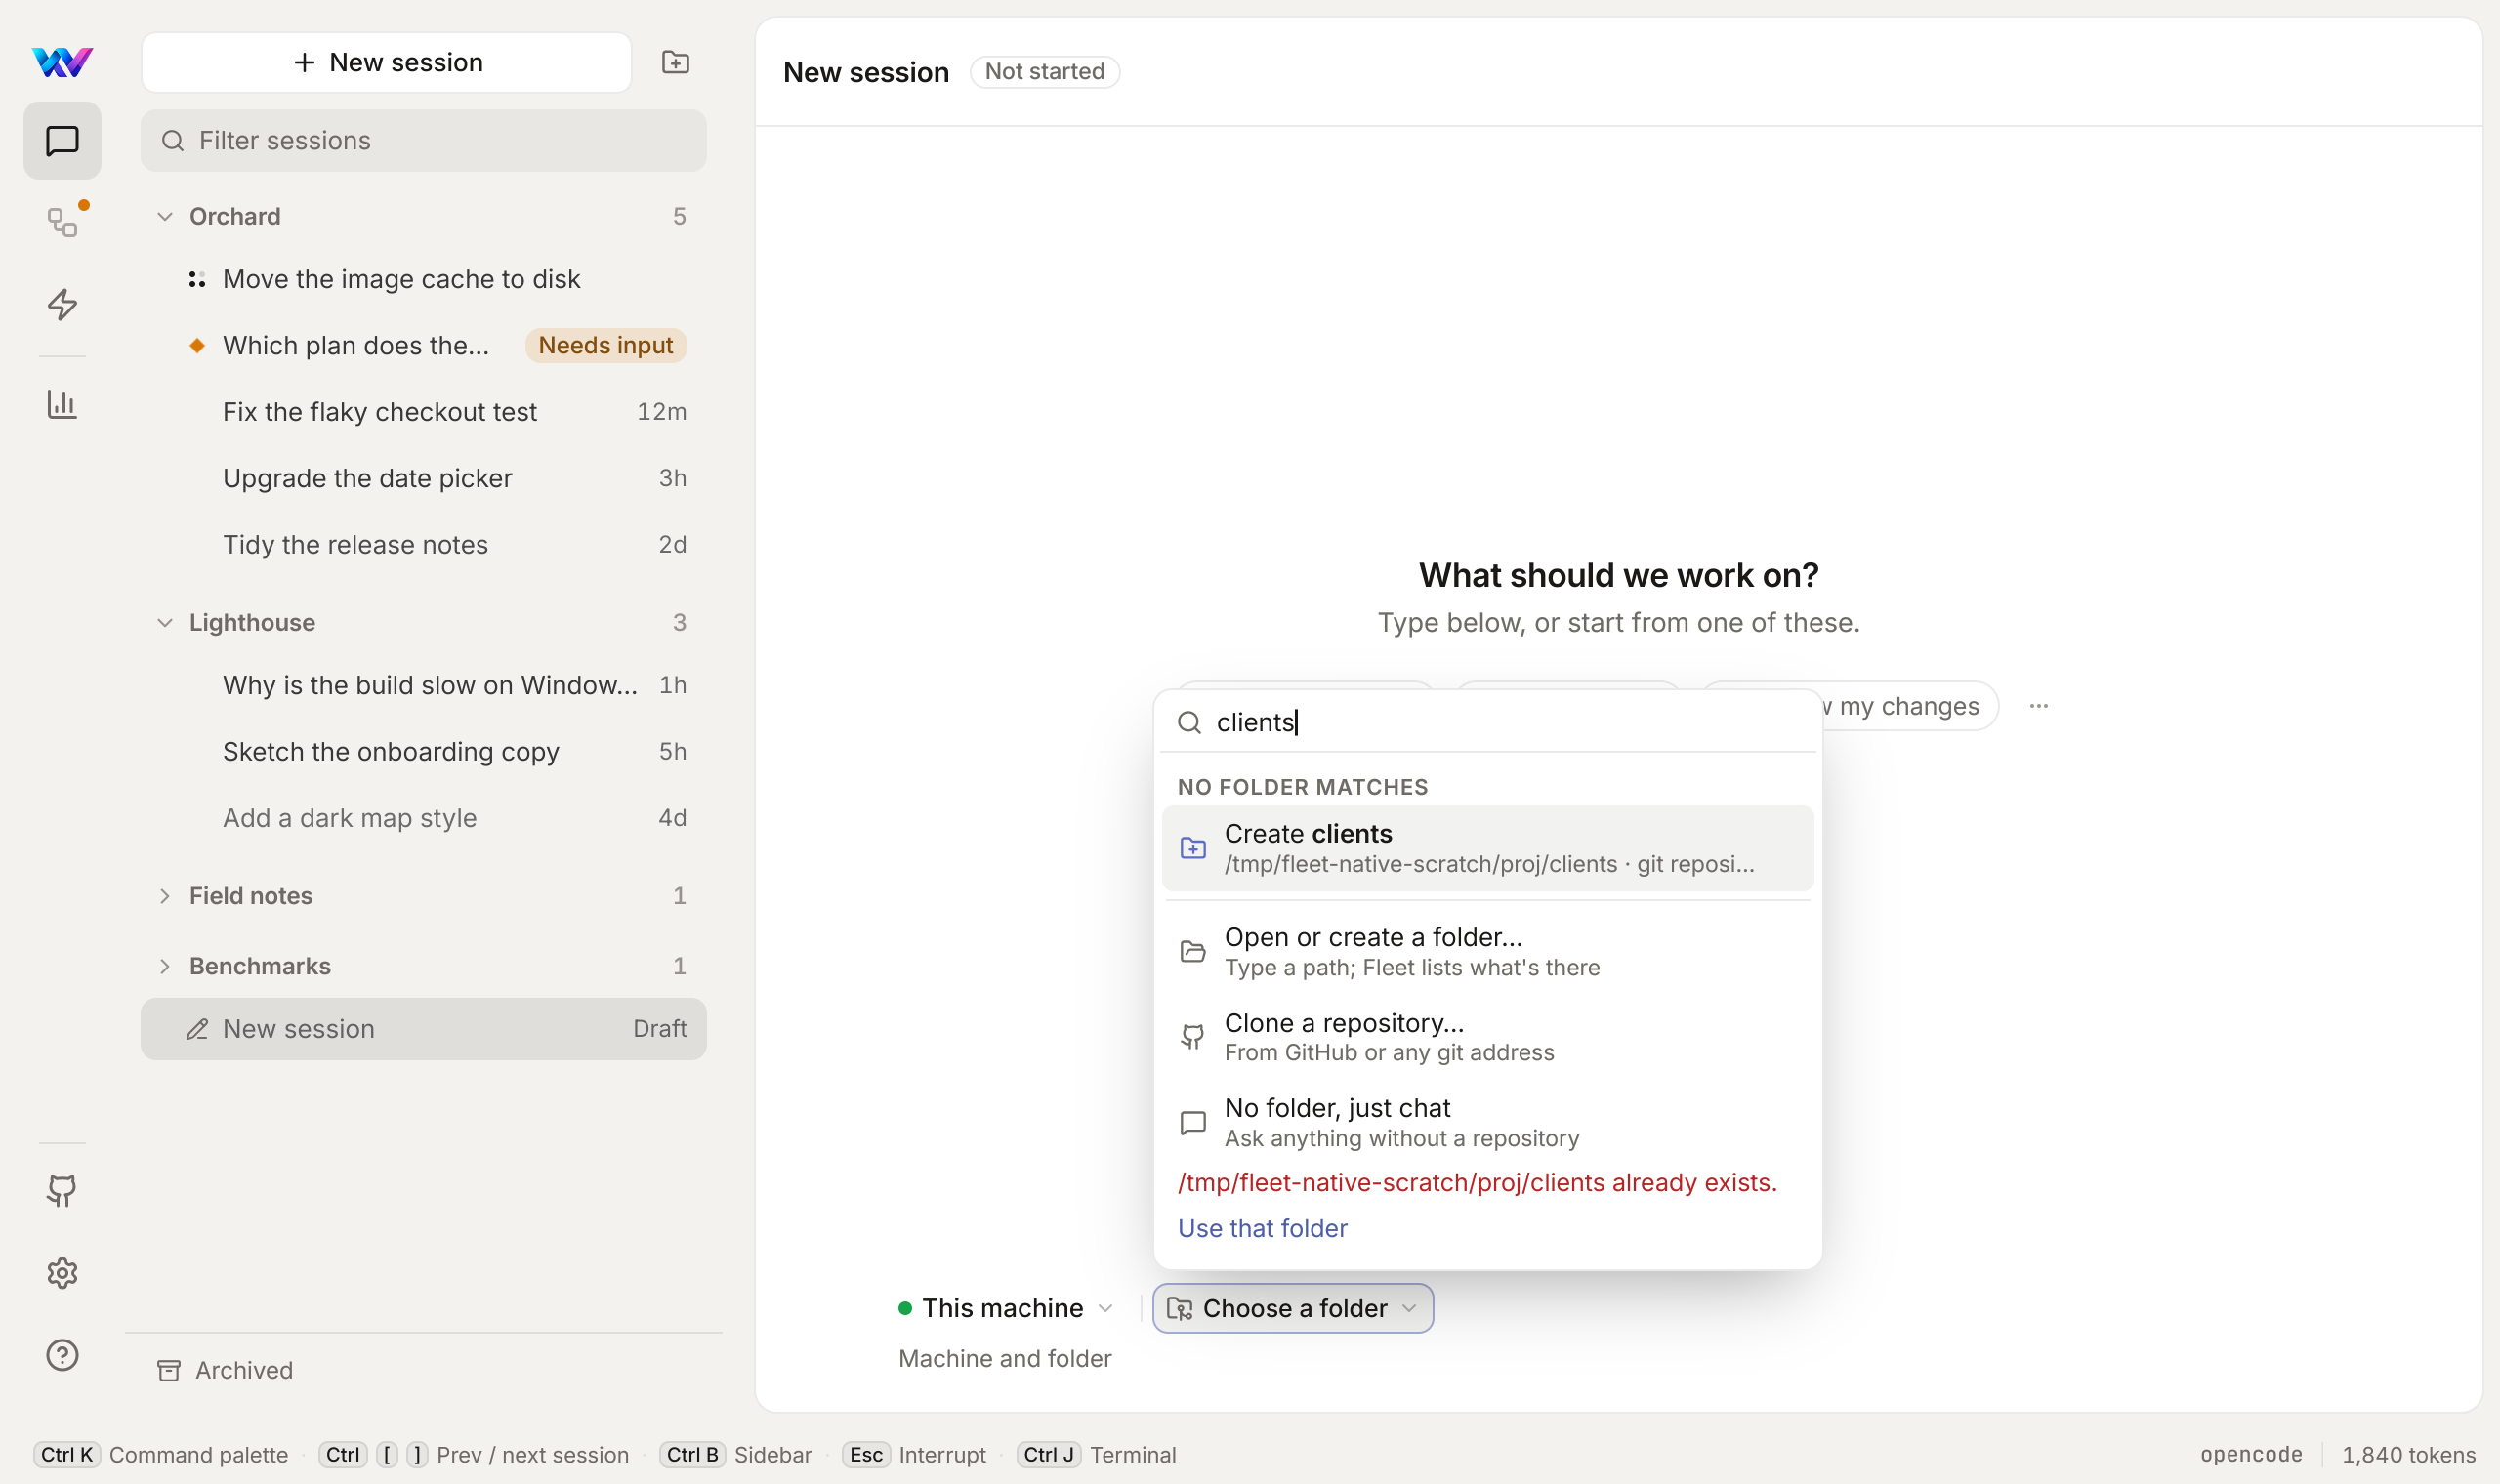 New session
Filter sessions
Orchard 5
Move the image cache to disk
Which plan does the... Needs input
Fix the flaky checkout test 12m
Upgrade the date picker 3h
Tidy the release notes 2d
Lighthouse 3
Why is the build slow on Window... 1h
Sketch the onboarding copy 5h
Add a dark map style 4d
Field notes 1
Benchmarks 1
New session Draft
Archived
New session Not started
What should we work on?
Type below, or start from one of these.
my changes
clients
NO FOLDER MATCHES
Create clients
/tmp/fleet-native-scratch/proj/clients · git reposi...
Open or create a folder...
Type a path; Fleet lists what's there
Clone a repository...
From GitHub or any git address
No folder, just chat
Ask anything without a repository
/tmp/fleet-native-scratch/proj/clients already exists.
Use that folder
This machine Choose a folder
Machine and folder
Ctrl K Command palette · Ctrl [ ] Prev / next session · Ctrl B Sidebar · Esc Interrupt · Ctrl J Terminal
opencode 1,840 tokens